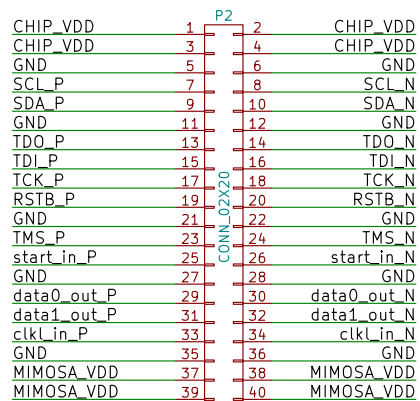 P2
CHIP_VDD 1 2 CHIP_VDD
CHIP_VDD 3 4 CHIP_VDD
GND 5 6 GND
SCL_P 7 8 SCL_N
SDA_P 9 10 SDA_N
GND 11 12 GND
TDO_P 13 14 TDO_N
TDI_P 15 16 TDI_N
TCK_P 17 18 TCK_N
RSTB_P 19 20 RSTB_N
GND 21 22 GND
TMS_P 23 24 TMS_N
start_in_P 25 26 start_in_N
GND 27 28 GND
data0_out_P 29 30 data0_out_N
data1_out_P 31 32 data1_out_N
clkl_in_P 33 34 clkl_in_N
GND 35 36 GND
MIMOSA_VDD 37 38 MIMOSA_VDD
MIMOSA_VDD 39 40 MIMOSA_VDD
CONN_02X20